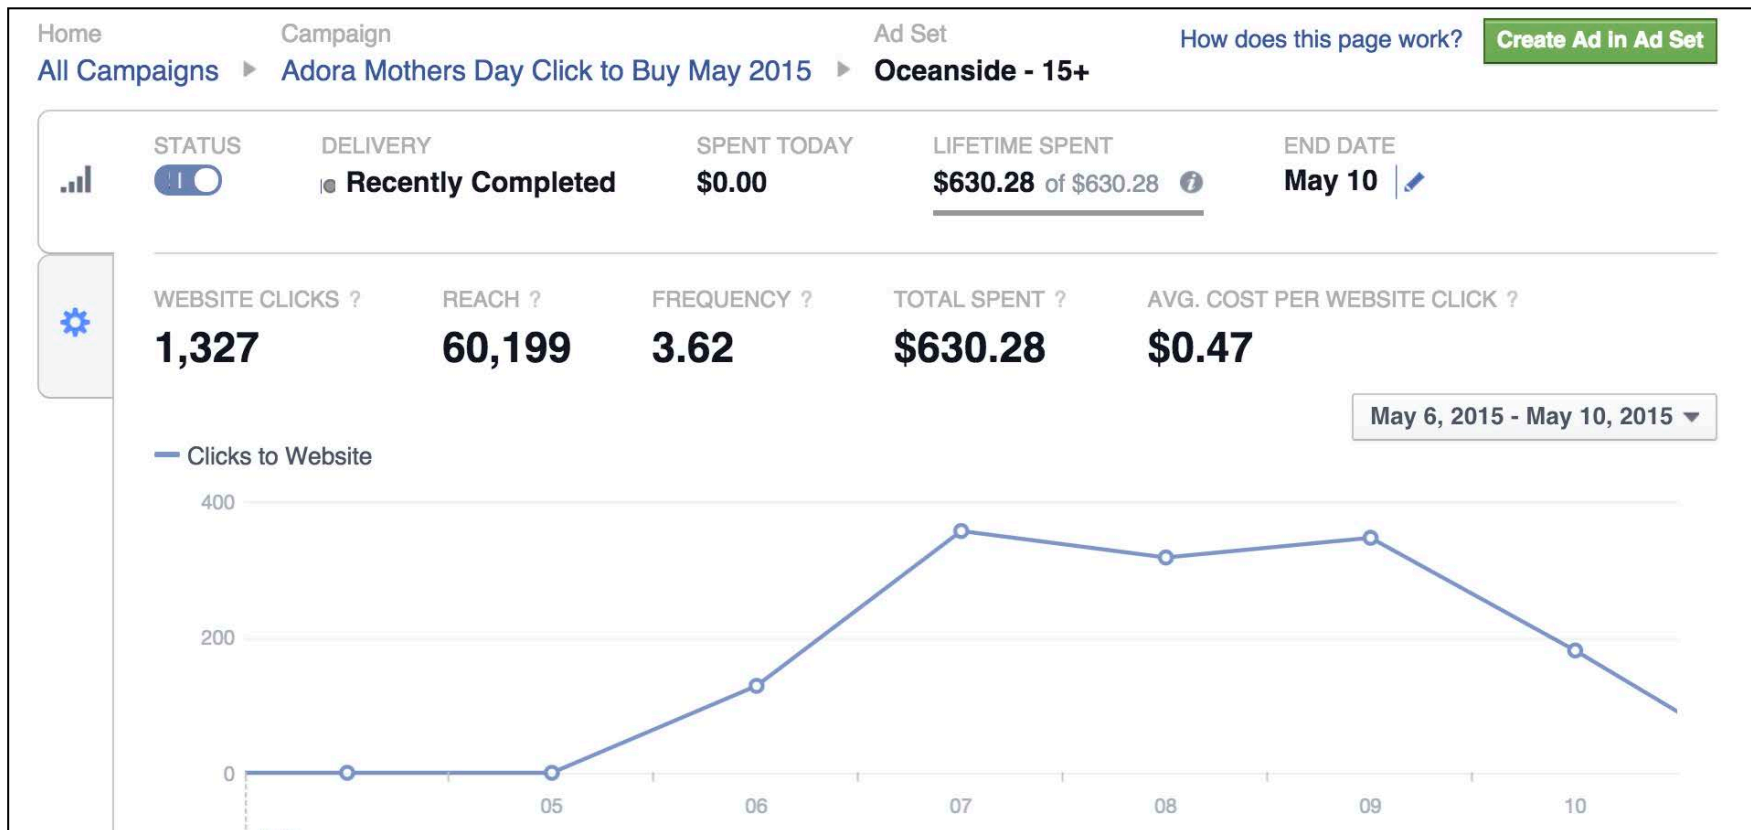 Home Campaign Ad Set How does this page work? Create Ad in Ad Set
All Campaigns Adora Mothers Day Click to Buy May 2015 Oceanside - 15+
STATUS DELIVERY SPENT TODAY LIFETIME SPENT END DATE
Recently Completed $0.00 $630.28 of $630.28 May 10
WEBSITE CLICKS ? REACH ? FREQUENCY ? TOTAL SPENT ? AVG. COST PER WEBSITE CLICK ?
1,327 60,199 3.62 $630.28 $0.47
May 6, 2015 - May 10, 2015
Clicks to Website
400
200
0
05 06 07 08 09 10